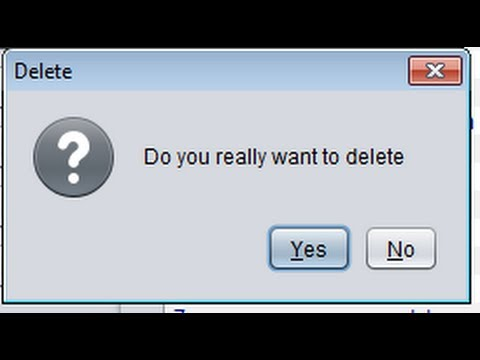 Delete
Do you really want to delete
Yes
No